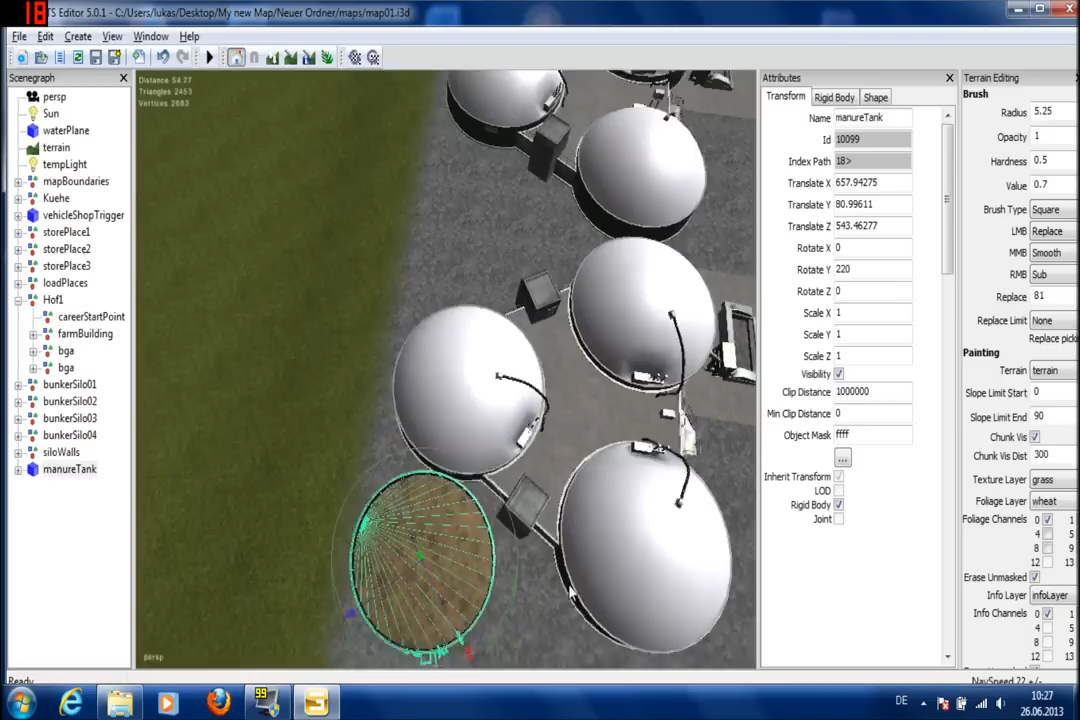 18
TS Editor 5.0.1 - C:/Users/lukas/Desktop/My new Map/Neuer Ordner/maps/map01.i3d
File Edit Create View Window Help
Scenegraph
persp
Sun
waterPlane
terrain
tempLight
mapBoundaries
Kuehe
vehicleShopTrigger
storePlace1
storePlace2
storePlace3
loadPlaces
Hof1
careerStartPoint
farmBuilding
bga
bga
bunkerSilo01
bunkerSilo02
bunkerSilo03
bunkerSilo04
siloWalls
manureTank
Distance 54.77
Triangles 2453
Vertices 2683
persp
Attributes
Transform Rigid Body Shape
Name manureTank
Id 10099
Index Path 18>
Translate X 657.94275
Translate Y 80.99611
Translate Z 543.46277
Rotate X 0
Rotate Y 220
Rotate Z 0
Scale X 1
Scale Y 1
Scale Z 1
Visibility
Clip Distance 1000000
Min Clip Distance 0
Object Mask ffff
...
Inherit Transform
LOD
Rigid Body
Joint
Terrain Editing
Brush
Radius 5.25
Opacity 1
Hardness 0.5
Value 0.7
Brush Type Square
LMB Replace
MMB Smooth
RMB Sub
Replace 81
Replace Limit None
Replace pick
Painting
Terrain terrain
Slope Limit Start 0
Slope Limit End 90
Chunk Vis
Chunk Vis Dist 300
Texture Layer grass
Foliage Layer wheat
Foliage Channels 0 1
4 5
8 9
12 13
Erase Unmasked
Info Layer infoLayer
Info Channels 0 1
4 5
8 9
12 13
Ready
NavSpeed 22 +/-
99
DE
10:27
26.06.2013